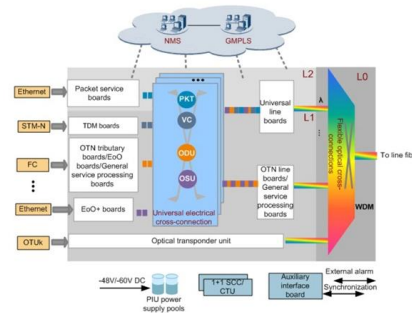 NMS
GMPLS
L2
L0
Ethernet
Packet service
boards
PKT
Universal
line
boards
λ
L1
STM-N
TDM boards
VC
FC
OTN tributary
boards/EoO
boards/General
service processing
boards
ODU
OSU
OTN line
boards/
General
service
processing
boards
Flexible optical cross-
connections
To line fib
Ethernet
EoO+ boards
Universal electrical
cross-connection
WDM
OTUk
Optical transponder unit
-48V/-60V DC
PIU power
supply pools
1+1 SCC/
CTU
Auxiliary
interface
board
External alarm
Synchronization